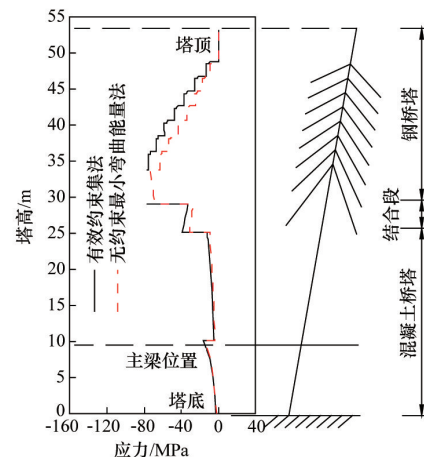 55
50
45
40
35
30
25
20
15
10
5
0
塔高/m
-160 -120 -80 -40 0 40
应力/MPa
塔顶
有效约束集法
无约束最小弯曲能量法
主梁位置
塔底
钢桥塔
结合段
混凝土桥塔